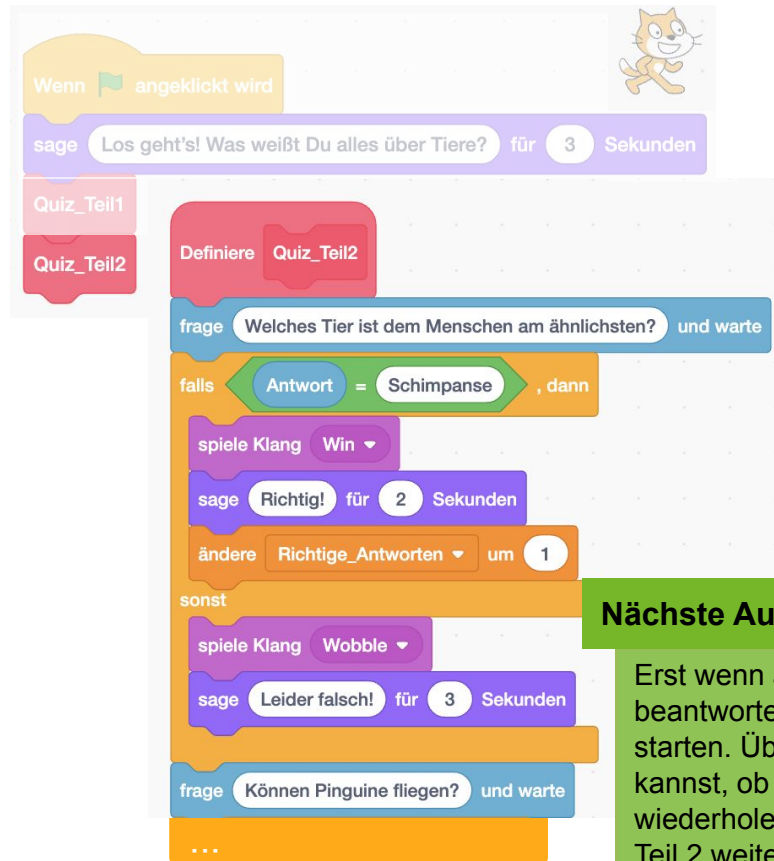 Wenn angeklickt wird
sage Los geht's! Was weißt Du alles über Tiere? für 3 Sekunden
Quiz_Teil1
Quiz_Teil2
Definiere Quiz_Teil2
frage Welches Tier ist dem Menschen am ähnlichsten? und warte
falls Antwort = Schimpanse , dann
spiele Klang Win
sage Richtig! für 2 Sekunden
ändere Richtige_Antworten um 1
sonst
spiele Klang Wobble
sage Leider falsch! für 3 Sekunden
frage Können Pinguine fliegen? und warte
...
Nächste Au
Erst wenn
beantworte
starten. Üb
kannst, ob
wiederhole
Teil 2 weite